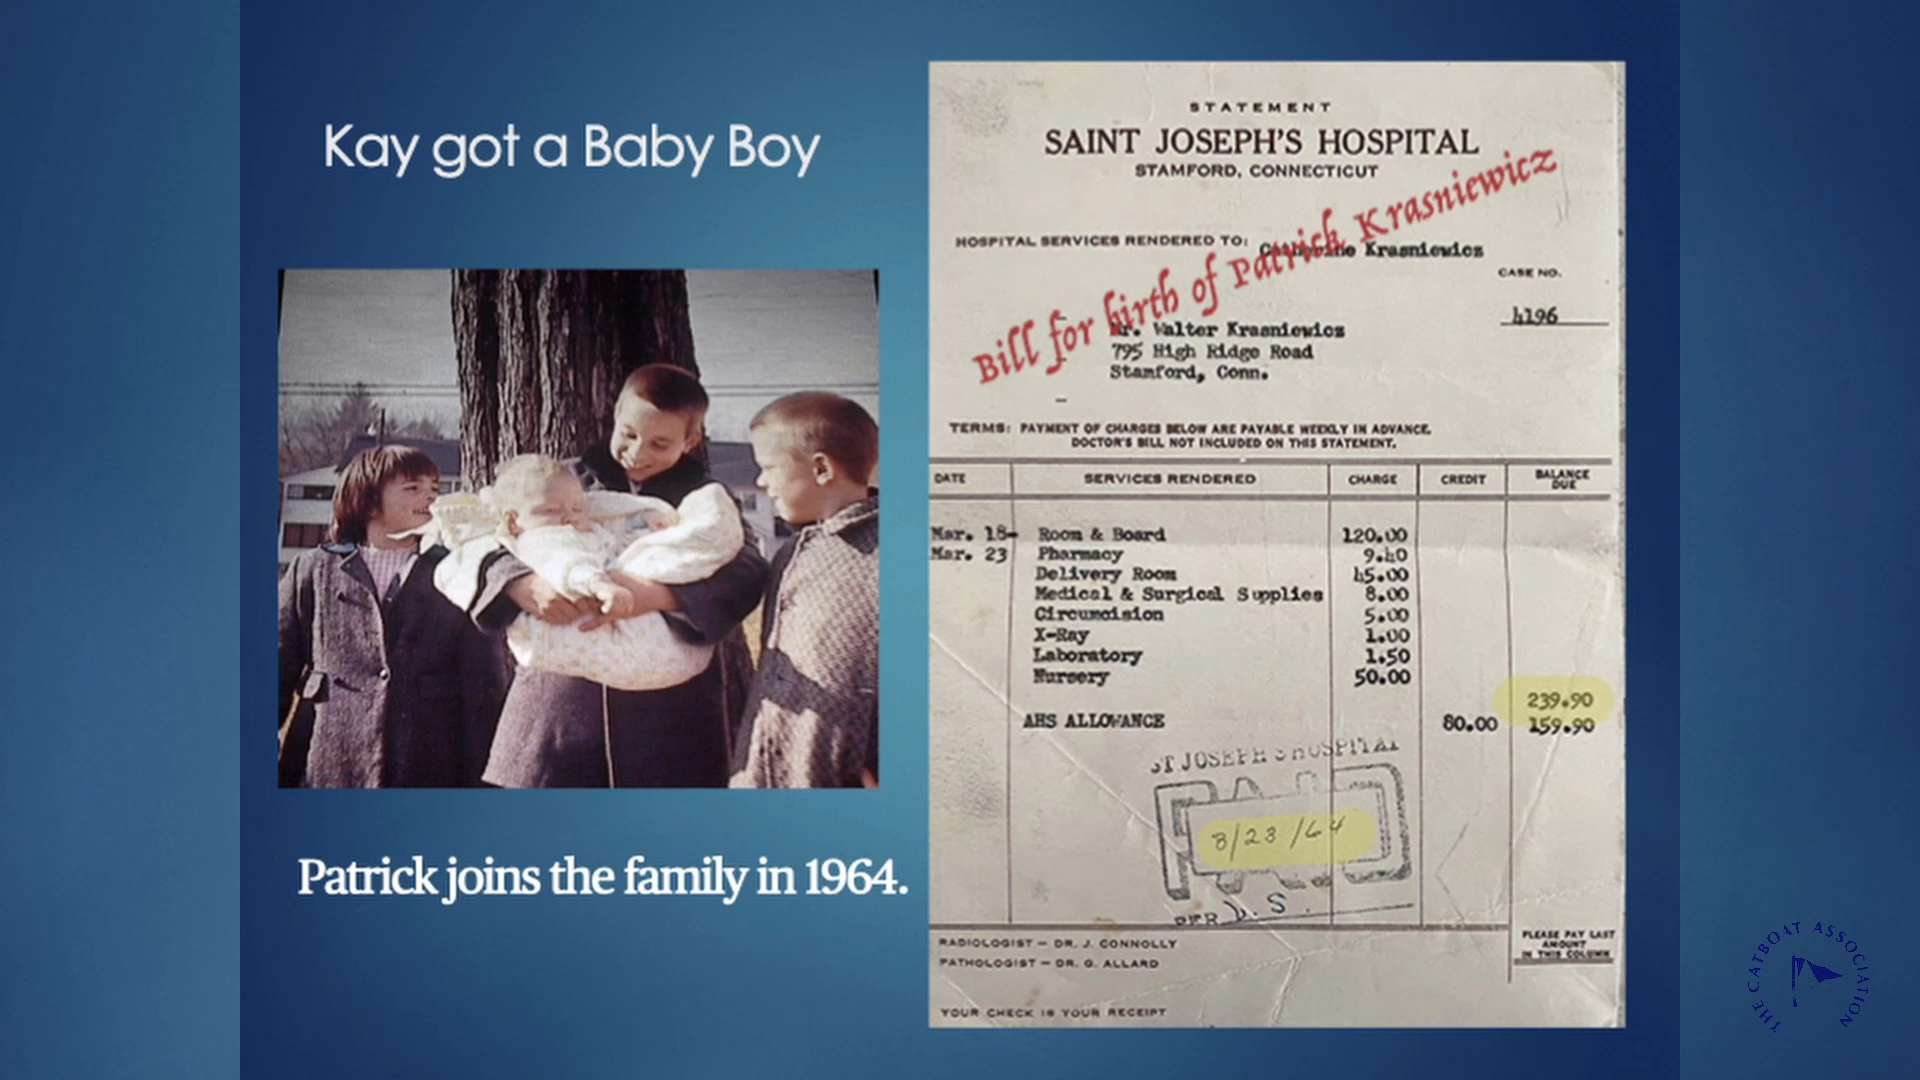 Kay got a Baby Boy
Patrick joins the family in 1964.
STATEMENT
SAINT JOSEPH'S HOSPITAL
STAMFORD, CONNECTICUT
Bill for birth of Patrick Krasniewicz
HOSPITAL SERVICES RENDERED TO: Catherine Krasniewicz
CASE NO.
4196
Mr. Walter Krasniewicz
795 High Ridge Road
Stamford, Conn.
TERMS: PAYMENT OF CHARGES BELOW ARE PAYABLE WEEKLY IN ADVANCE.
DOCTOR'S BILL NOT INCLUDED ON THIS STATEMENT.
DATE SERVICES RENDERED CHARGE CREDIT BALANCE DUE
Mar. 18- Room & Board 120.00
Mar. 23 Pharmacy 9.40
Delivery Room 45.00
Medical & Surgical Supplies 8.00
Circumcision 5.00
X-Ray 1.00
Laboratory 1.50
Nursery 50.00
239.90
AHS ALLOWANCE 80.00 159.90
ST JOSEPH'S HOSPITAL
PAID
3/23/64
PER D. S.
RADIOLOGIST — DR. J. CONNOLLY
PATHOLOGIST — DR. G. ALLARD
PLEASE PAY LAST
AMOUNT
IN THIS COLUMN
YOUR CHECK IS YOUR RECEIPT
THE CATBOAT ASSOCIATION